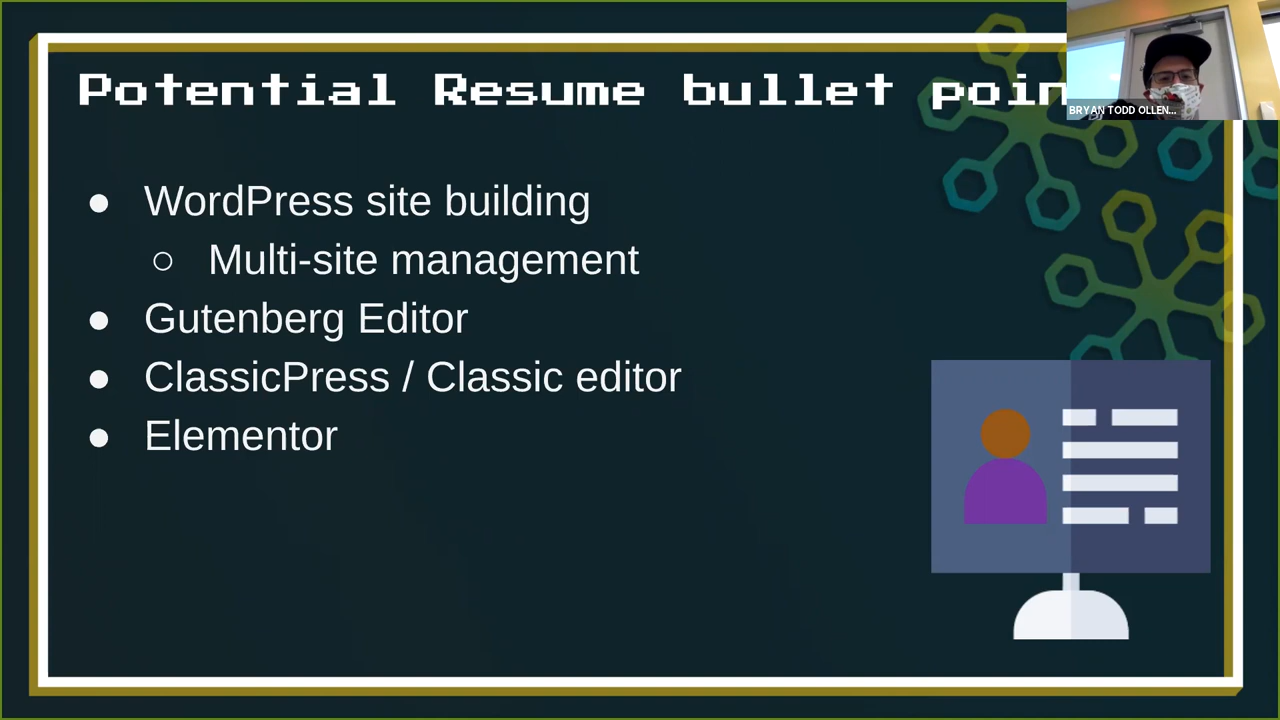 Potential Resume bullet poin
BRYAN TODD OLLEN...
● WordPress site building
○ Multi-site management
● Gutenberg Editor
● ClassicPress / Classic editor
● Elementor